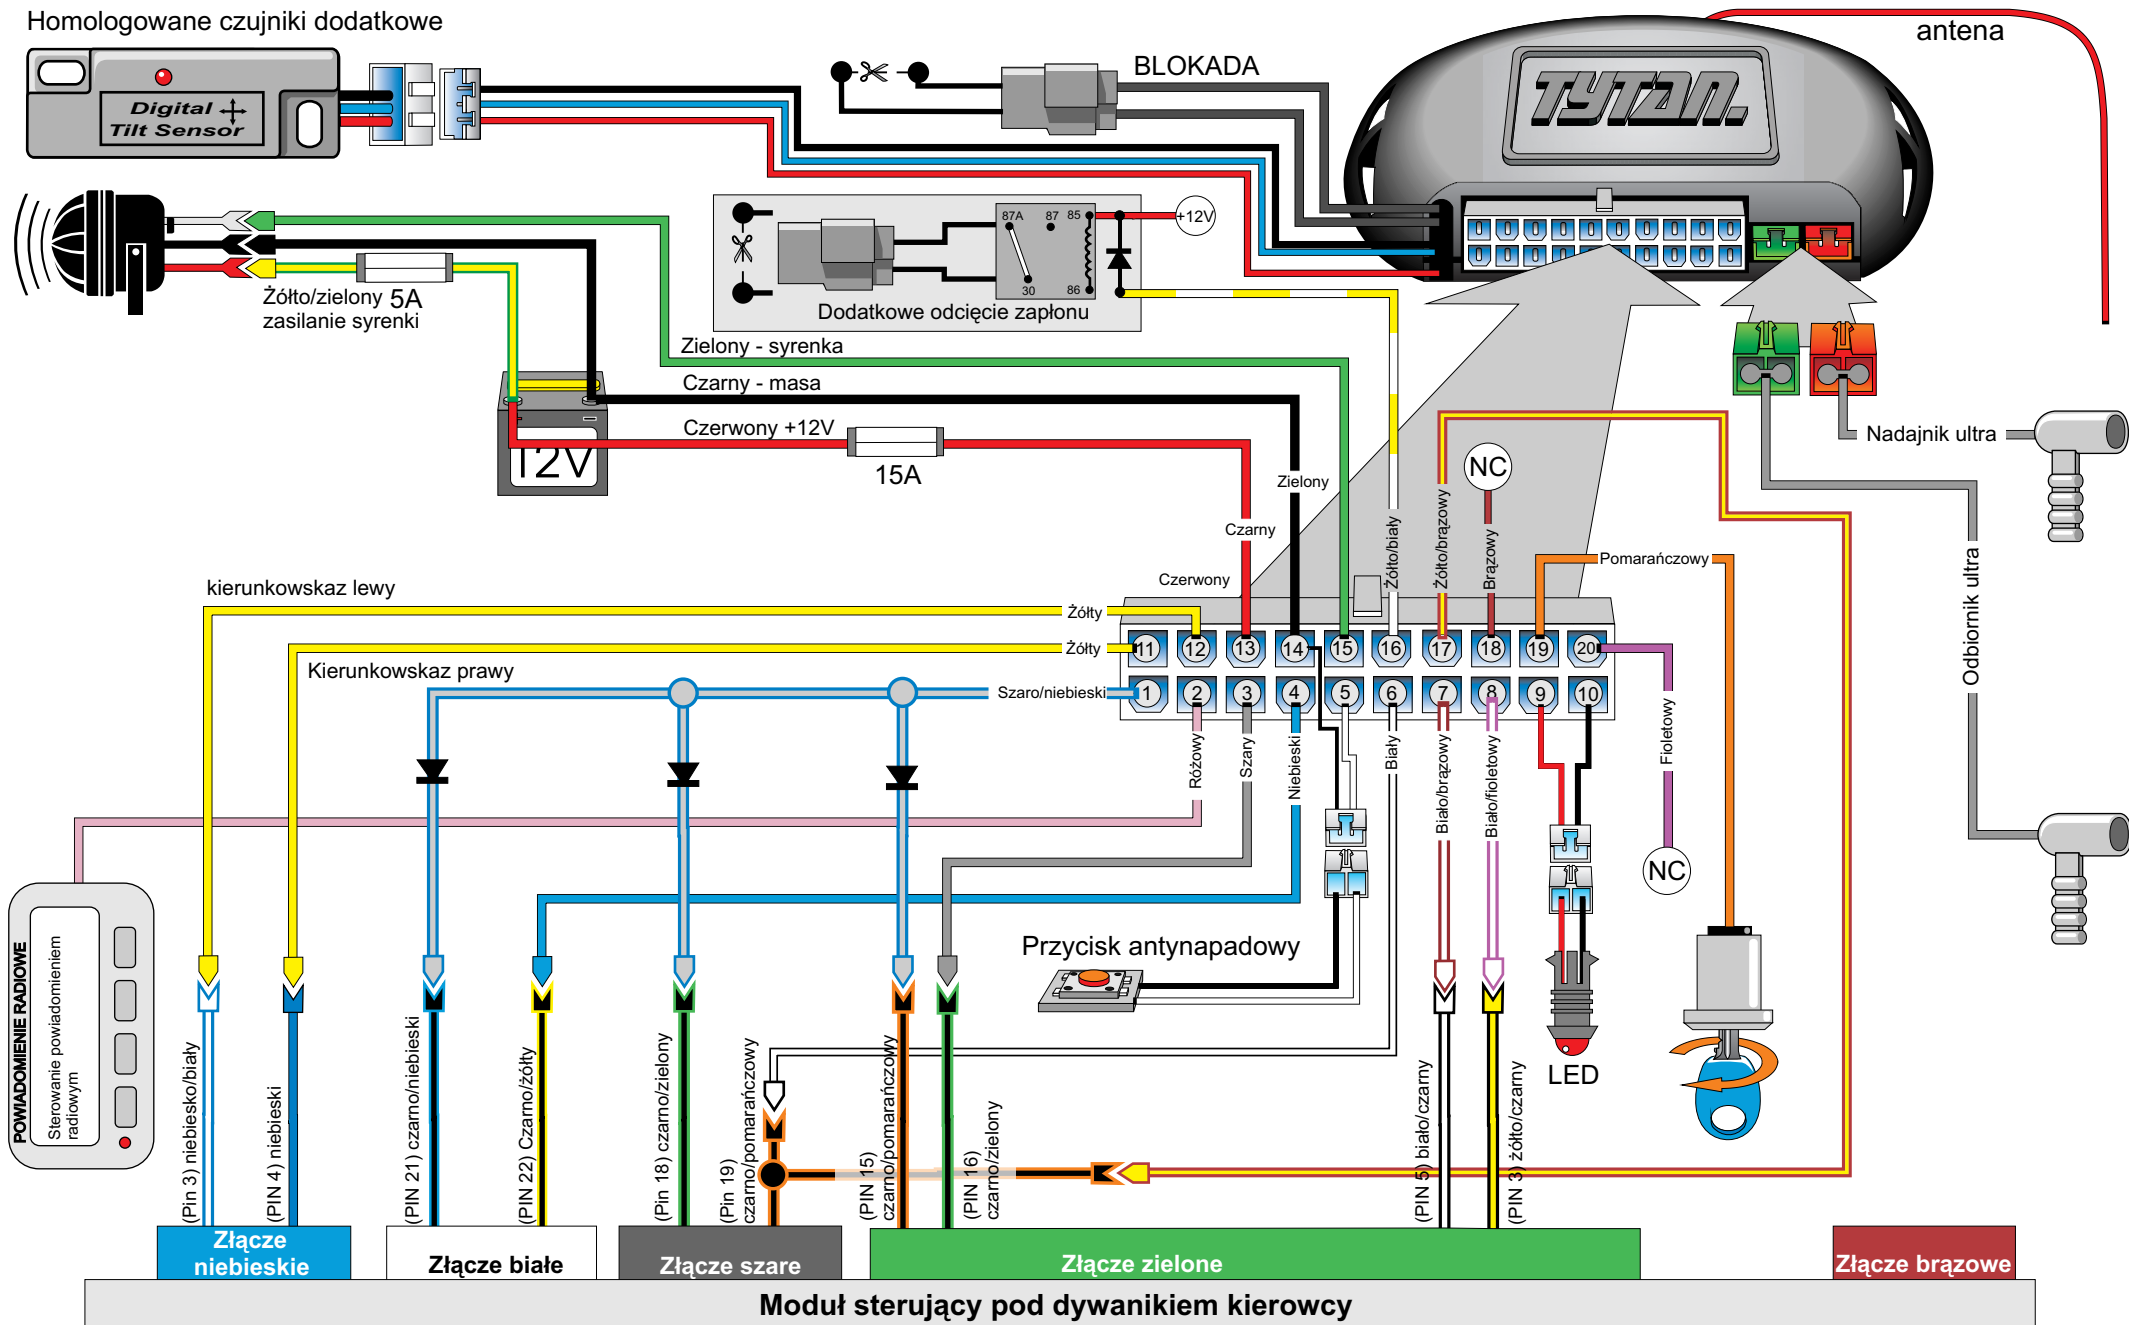 Homologowane czujniki dodatkowe
Digital
Tilt Sensor
BLOKADA
TYTAN.
antena
87A
87
85
+12V
30
86
Dodatkowe odcięcie zapłonu
Żółto/zielony 5A
zasilanie syrenki
Zielony - syrenka
Czarny - masa
Czerwony +12V
15A
12V
Nadajnik ultra
Odbiornik ultra
NC
Zielony
Czarny
Czerwony
Żółto/biały
Żółto/brązowy
Brązowy
Pomarańczowy
kierunkowskaz lewy
Żółty
Kierunkowskaz prawy
Żółty
Szaro/niebieski
11
12
13
14
15
16
17
18
19
20
1
2
3
4
5
6
7
8
9
10
Różowy
Szary
Niebieski
Biały
Biało/brązowy
Biało/fioletowy
Fioletowy
NC
POWIADOMIENIE RADIOWE
Sterowanie powiadomieniem
radiowym
Przycisk antynapadowy
LED
(Pin 3) niebiesko/biały
(PIN 4) niebieski
(PIN 21) czarno/niebieski
(PIN 22) Czarno/żółty
(Pin 18) czarno/zielony
(Pin 19)
czarno/pomarańczowy
(PIN 15)
czarno/pomarańczowy
(PIN 16)
czarno/zielony
(PIN 5) biało/czarny
(PIN 3) żółto/czarny
Złącze
niebieskie
Złącze białe
Złącze szare
Złącze zielone
Złącze brązowe
Moduł sterujący pod dywanikiem kierowcy